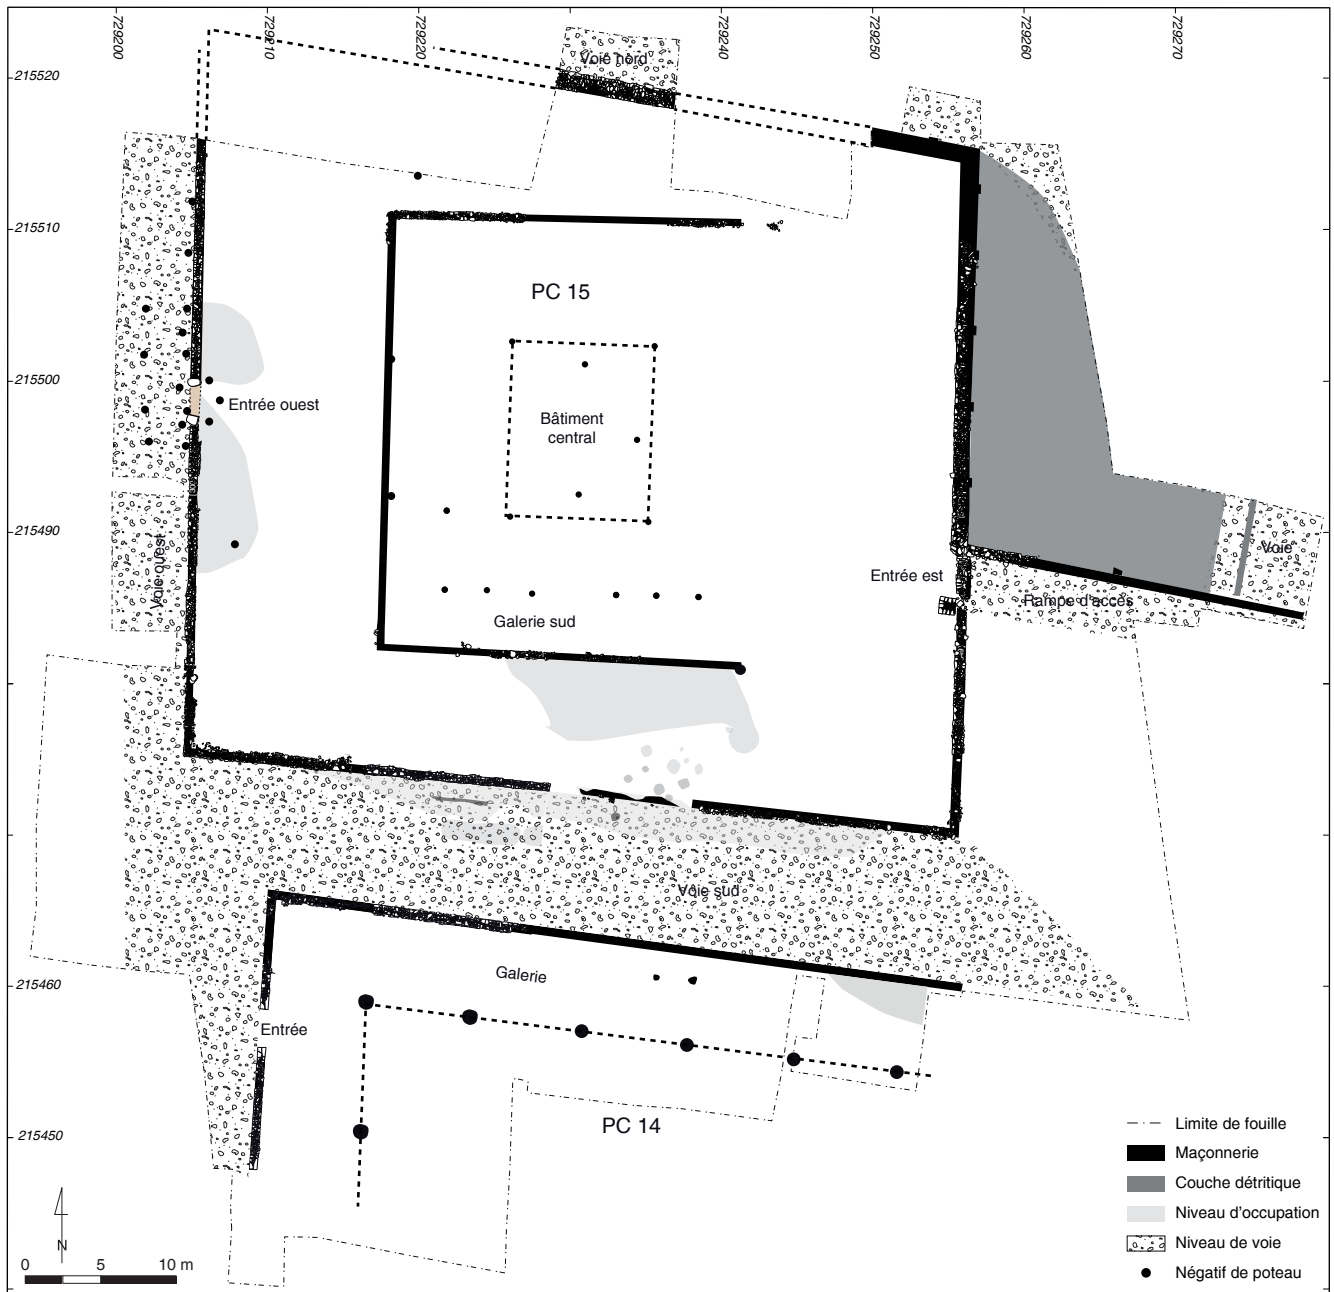 729200
729210
729220
729240
729250
729260
729270
Voie nord
215520
215510
PC 15
215500
Entrée ouest
Bâtiment
central
215490
Voie ouest
Voie
Entrée est
Rampe d'accès
Galerie sud
Voie sud
Galerie
215460
Entrée
PC 14
215450
Limite de fouille
Maçonnerie
Couche détritique
Niveau d'occupation
Niveau de voie
Négatif de poteau
N
0 5 10 m